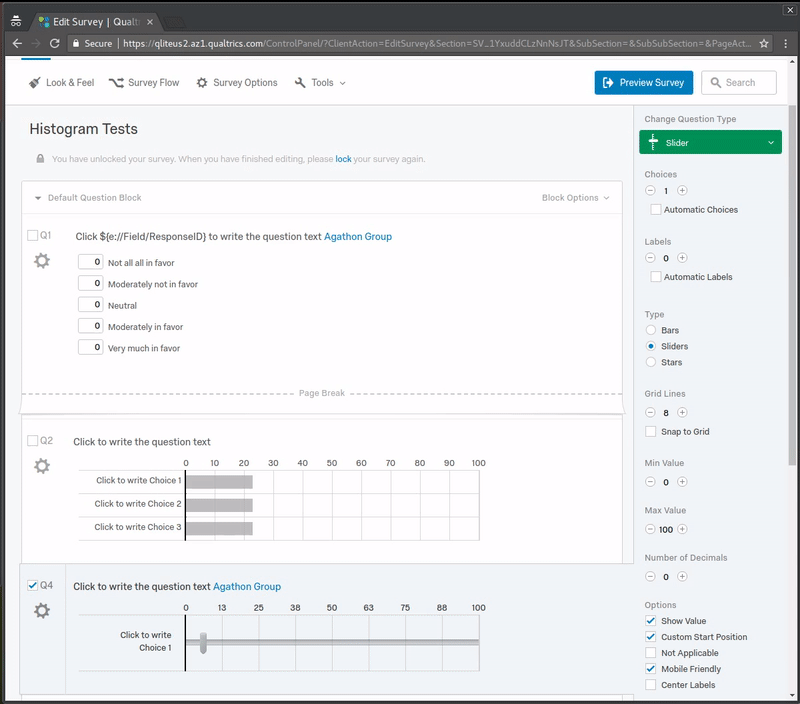 Edit Survey | Qualt
Secure
https://qliteus2.az1.qualtrics.com/ControlPanel/?ClientAction=EditSurvey&Section=SV_1YxuddCLzNnNsJT&SubSection=&SubSubSection=&PageAct...
Look & Feel
Survey Flow
Survey Options
Tools
Preview Survey
Search
Histogram Tests
You have unlocked your survey. When you have finished editing, please lock your survey again.
Default Question Block
Block Options
Q1
Click ${e://Field/ResponseID} to write the question text Agathon Group
0 Not all all in favor
0 Moderately not in favor
0 Neutral
0 Moderately in favor
0 Very much in favor
Page Break
Q2
Click to write the question text
0 10 20 30 40 50 60 70 80 90 100
Click to write Choice 1
Click to write Choice 2
Click to write Choice 3
Q4
Click to write the question text Agathon Group
0 13 25 38 50 63 75 88 100
Click to write
Choice 1
Change Question Type
Slider
Choices
1
Automatic Choices
Labels
0
Automatic Labels
Type
Bars
Sliders
Stars
Grid Lines
8
Snap to Grid
Min Value
0
Max Value
100
Number of Decimals
0
Options
Show Value
Custom Start Position
Not Applicable
Mobile Friendly
Center Labels